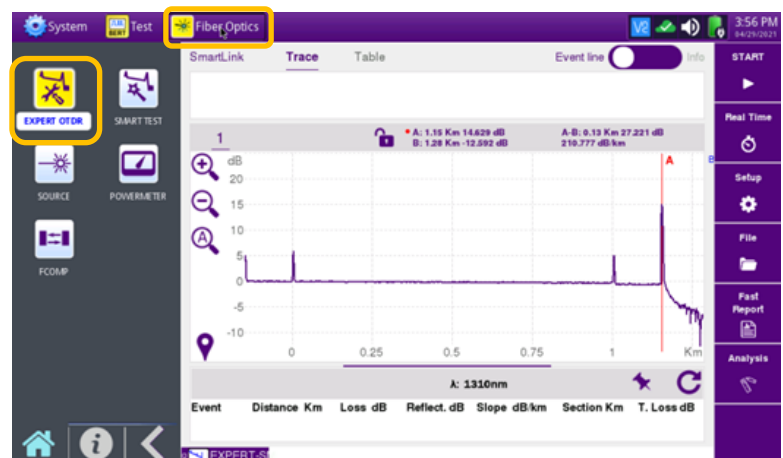 System
BERT
Test
Fiber Optics
V2
3:56 PM
04/29/2021
SmartLink Trace Table Event line Info
START
EXPERT OTDR
SMART TEST
Real Time
1
A: 1.15 Km 14.629 dB A-B: 0.13 Km 27.221 dB
B: 1.28 Km -12.592 dB 210.777 dB/km
dB
A
B
20
SOURCE
POWERMETER
Setup
15
10
A
File
5
FCOMP
0
Fast
Report
-5
-10
0 0.25 0.5 0.75 1 Km
Analysis
λ: 1310nm
Event Distance Km Loss dB Reflect. dB Slope dB/km Section Km T. Loss dB
i